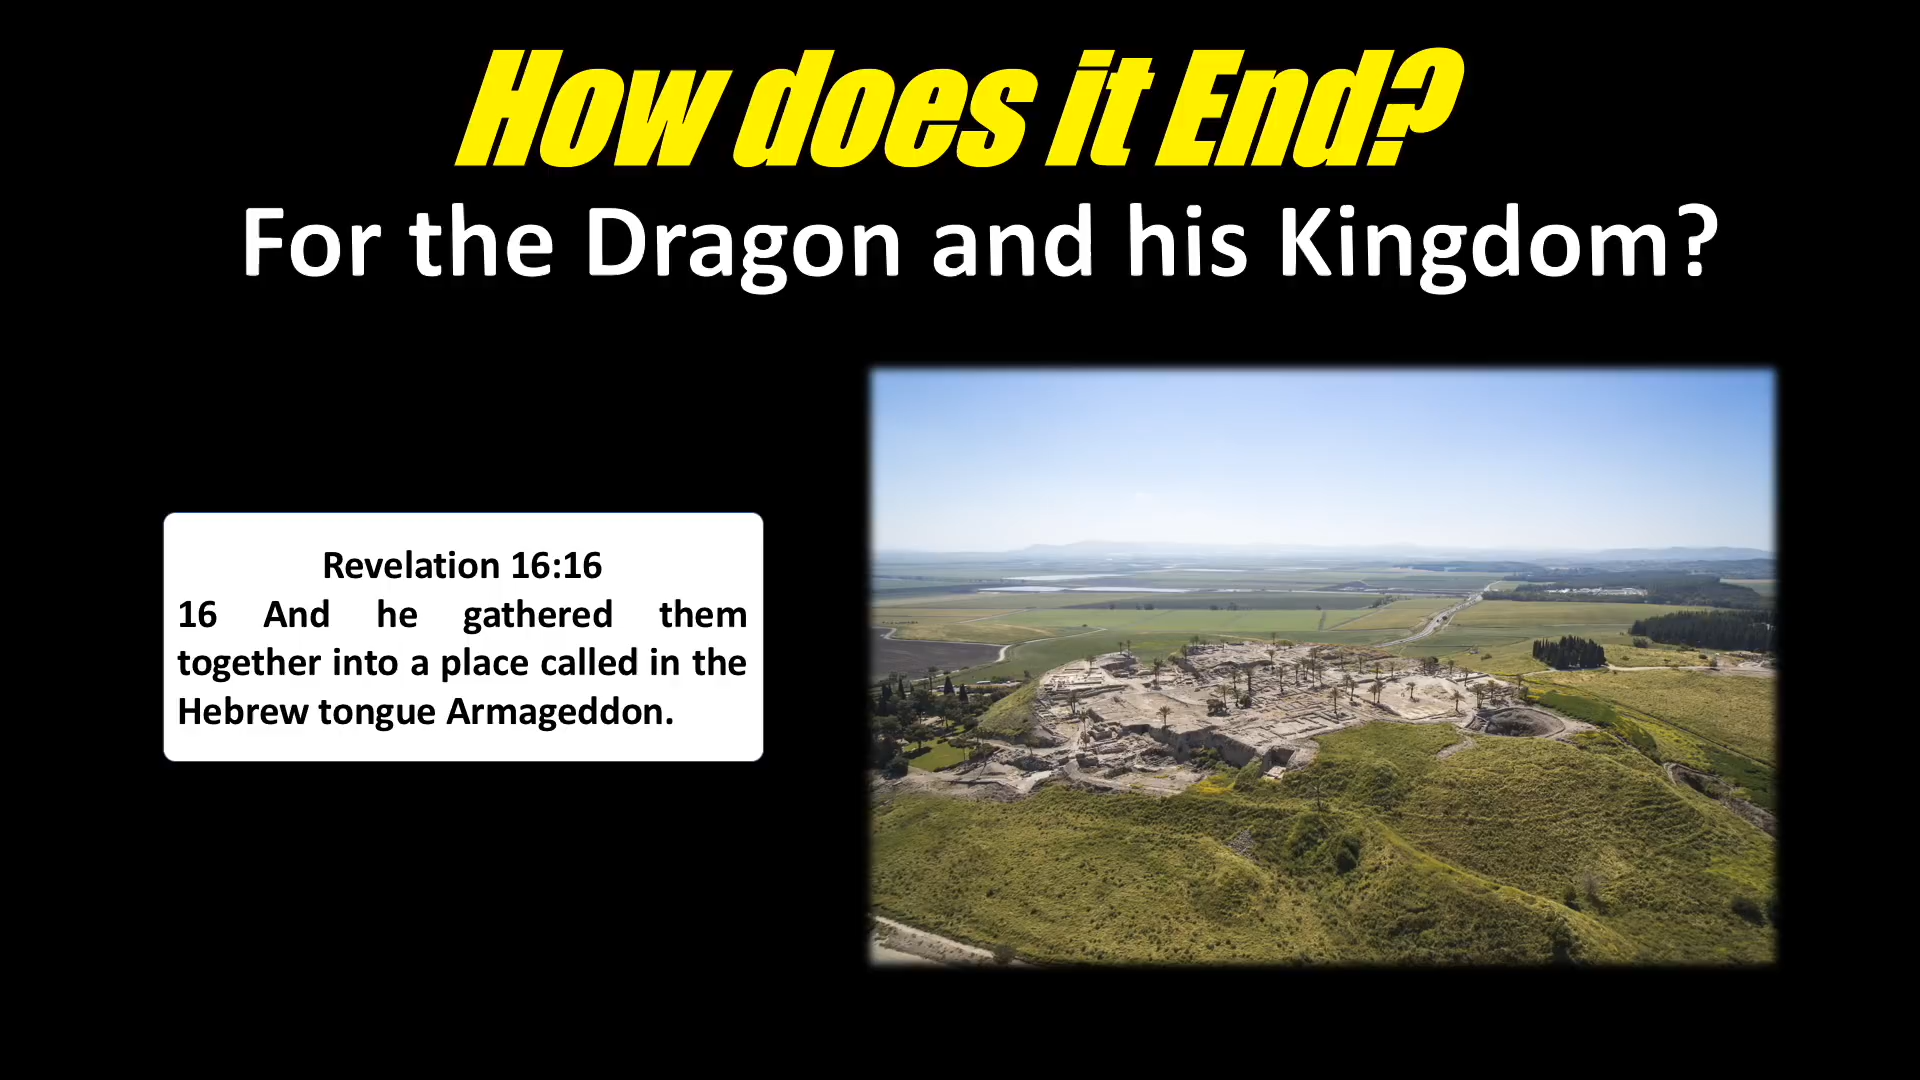 How does it End?
For the Dragon and his Kingdom?
Revelation 16:16
16 And he gathered them
together into a place called in the
Hebrew tongue Armageddon.